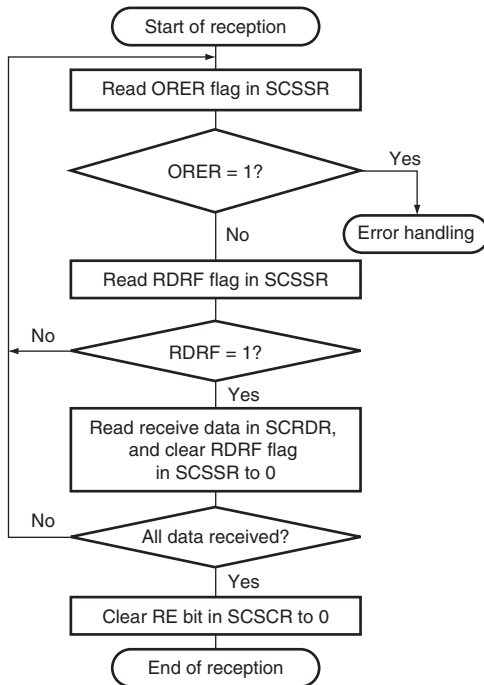 Start of reception
Read ORER flag in SCSSR
ORER = 1?
Yes
Error handling
No
Read RDRF flag in SCSSR
No
RDRF = 1?
Yes
Read receive data in SCRDR,
and clear RDRF flag
in SCSSR to 0
No
All data received?
Yes
Clear RE bit in SCSCR to 0
End of reception